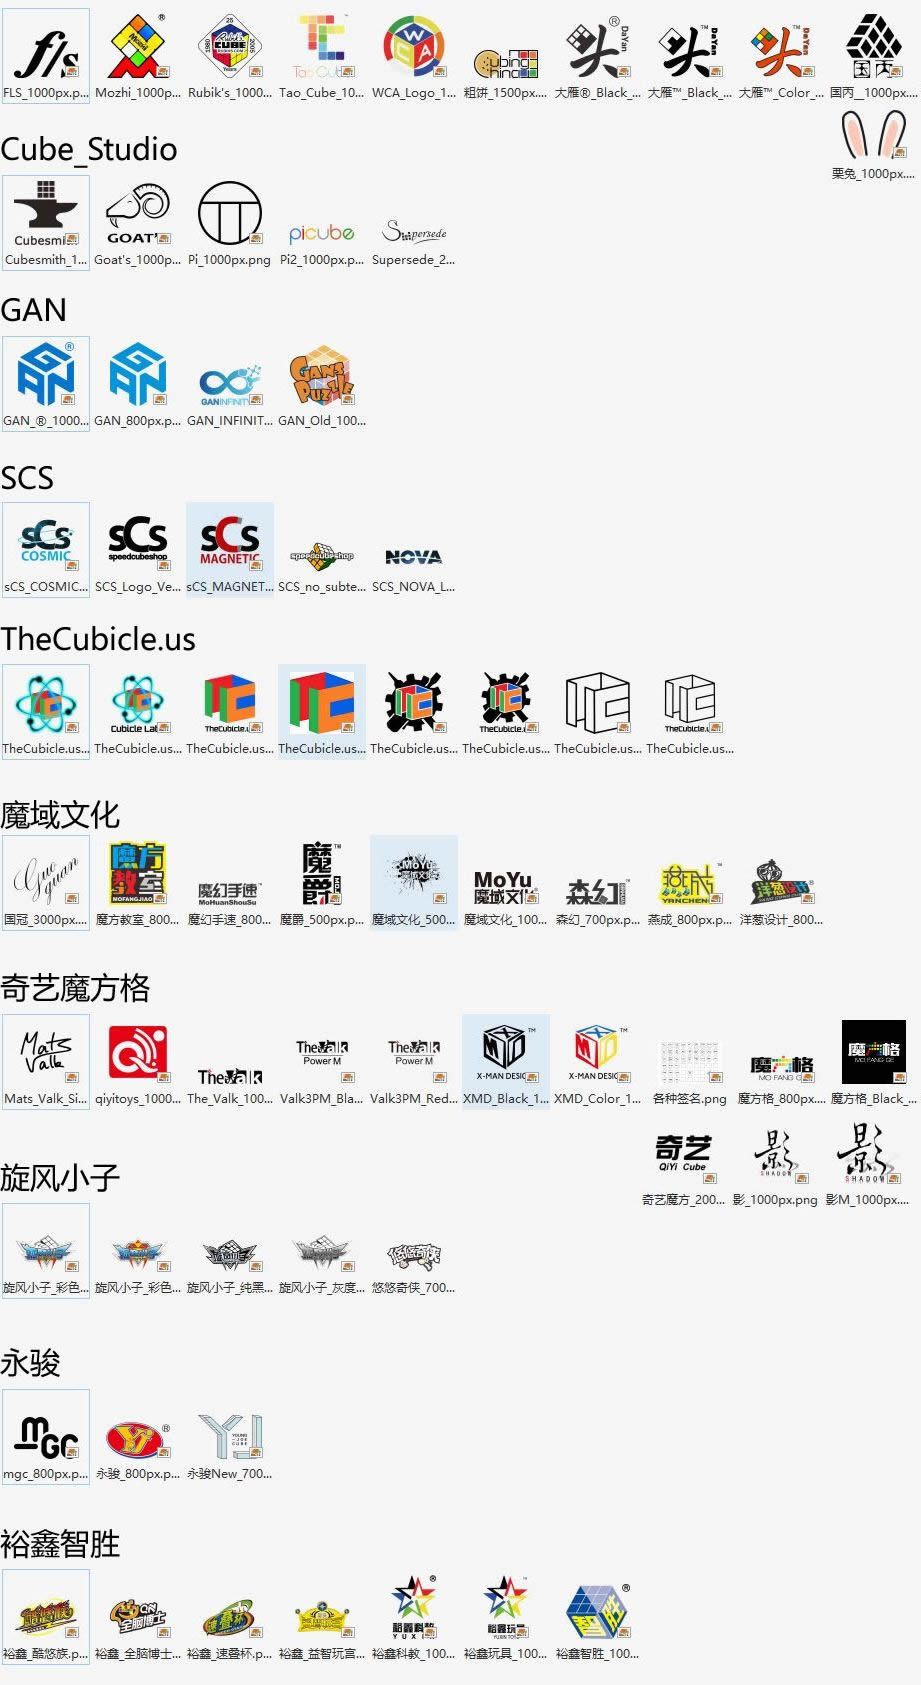 FLS_1000px.p...
Mozhi_1000p...
Rubik's_1000...
Tao_Cube_10...
WCA_Logo_1...
粗饼_1500px....
大雁®_Black_...
大雁™_Black_...
大雁™_Color_...
国丙__1000px....
栗兔_1000px....
Cube_Studio
Cubesmith_1...
Goat's_1000p...
Pi_1000px.png
Pi2_1000px.p...
Supersede_2...
GAN
GAN_®_1000...
GAN_800px.p...
GAN_INFINIT...
GAN_Old_100...
SCS
sCS_COSMIC...
SCS_Logo_Ve...
sCS_MAGNET...
SCS_no_subte...
SCS_NOVA_L...
TheCubicle.us
TheCubicle.us...
TheCubicle.us...
TheCubicle.us...
TheCubicle.us...
TheCubicle.us...
TheCubicle.us...
TheCubicle.us...
TheCubicle.us...
魔域文化
国冠_3000px....
魔方教室_800...
魔幻手速_800...
魔爵_500px.p...
魔域文化_500...
魔域文化_100...
森幻_700px.p...
燕成_800px.p...
洋葱设计_800...
奇艺魔方格
Mats_Valk_Si...
qiyitoys_1000...
The_Valk_100...
Valk3PM_Bla...
Valk3PM_Red...
XMD_Black_1...
XMD_Color_1...
各种签名.png
魔方格_800px....
魔方格_Black_...
奇艺魔方_200...
影_1000px.png
影M_1000px....
旋风小子
旋风小子_彩色...
旋风小子_彩色...
旋风小子_纯黑...
旋风小子_灰度...
悠悠奇侠_700...
永骏
mgc_800px.p...
永骏_800px.p...
永骏New_700...
裕鑫智胜
裕鑫_酷悠族.p...
裕鑫_全脑博士...
裕鑫_速叠杯.p...
裕鑫_益智玩宫...
裕鑫科教_100...
裕鑫玩具_100...
裕鑫智胜_100...